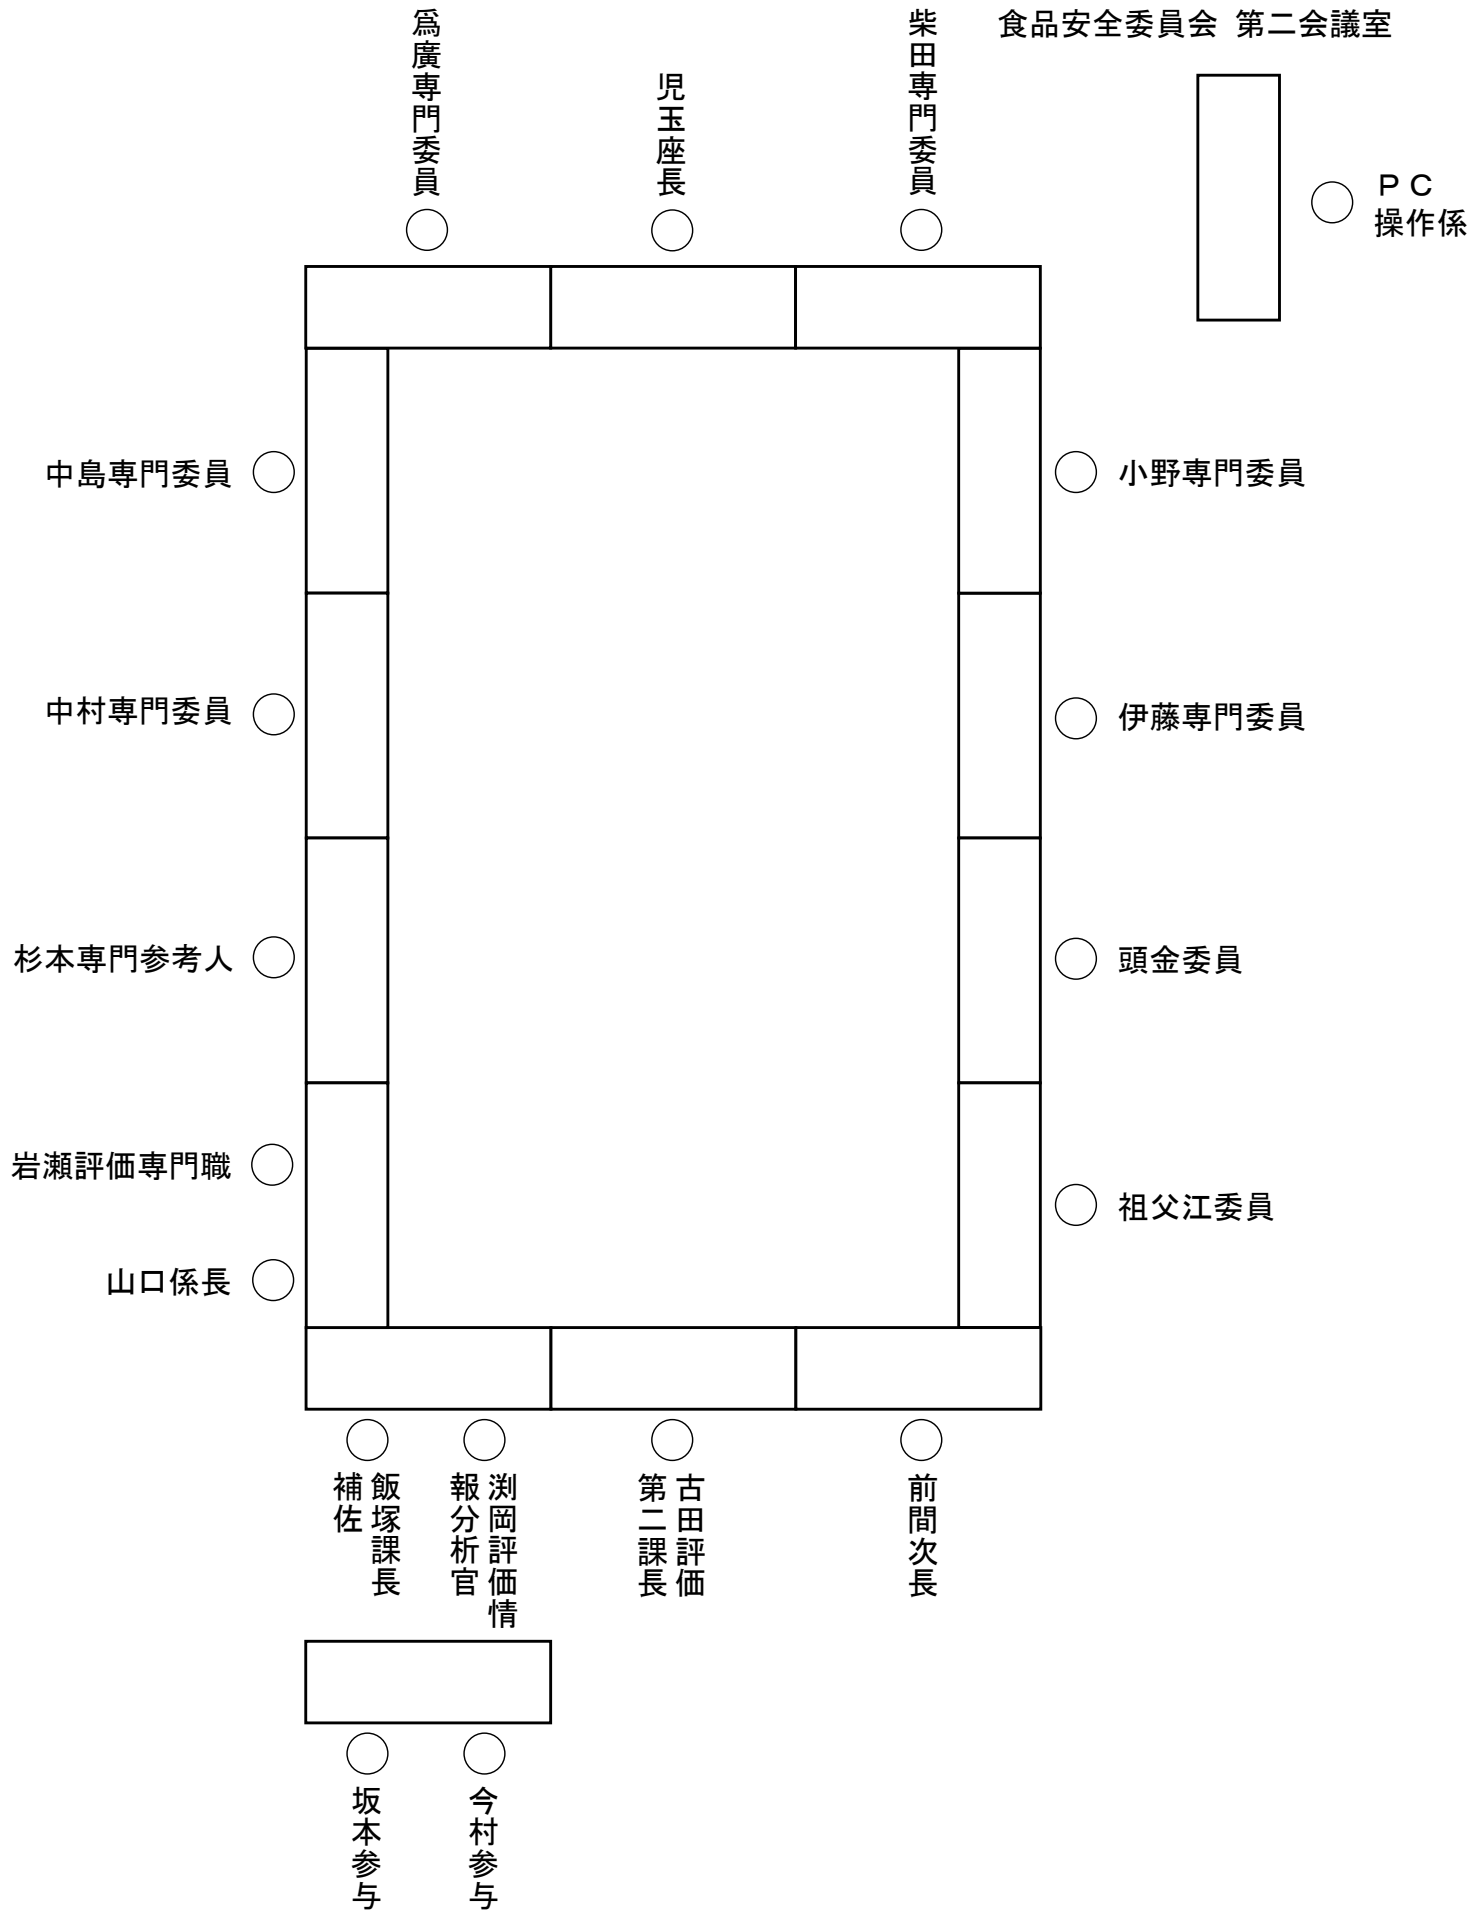 食品安全委員会 第二会議室
爲廣専門委員
児玉座長
柴田専門委員
ＰＣ
操作係
中島専門委員
小野専門委員
中村専門委員
伊藤専門委員
杉本専門参考人
頭金委員
岩瀬評価専門職
祖父江委員
山口係長
飯塚課長
補佐
渕岡評価情
報分析官
古田評価
第二課長
前間次長
坂本参与
今村参与